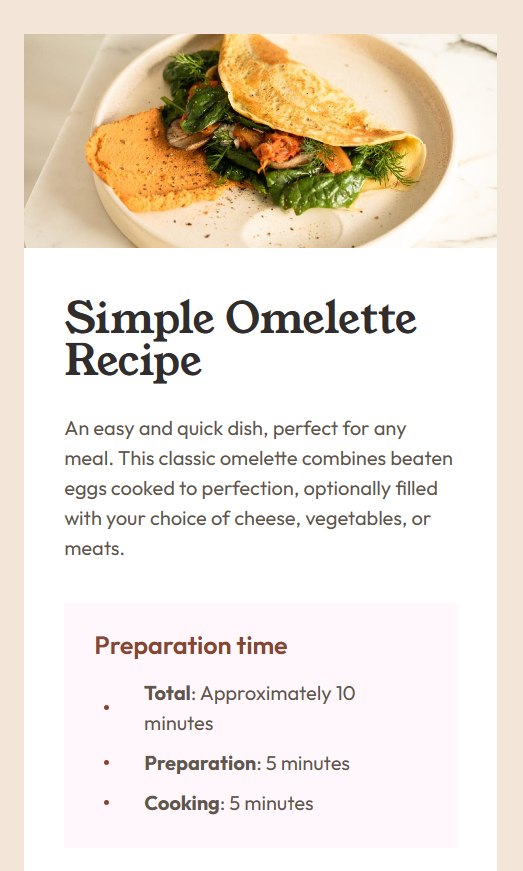 Simple Omelette
Recipe
An easy and quick dish, perfect for any
meal. This classic omelette combines beaten
eggs cooked to perfection, optionally filled
with your choice of cheese, vegetables, or
meats.
Preparation time
• Total: Approximately 10
minutes
• Preparation: 5 minutes
• Cooking: 5 minutes